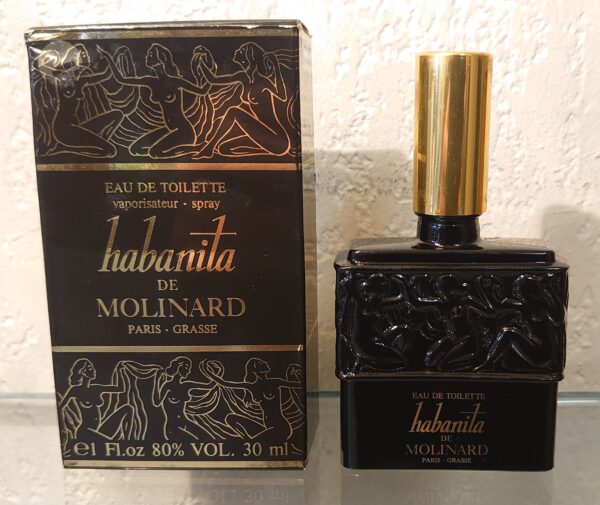 EAU DE TOILETTE
vaporisateur - spray
habanita
DE
MOLINARD
PARIS - GRASSE
e1 Fl.oz 80% VOL. 30 ml
EAU DE TOILETTE
habanita
DE
MOLINARD
PARIS - GRASSE